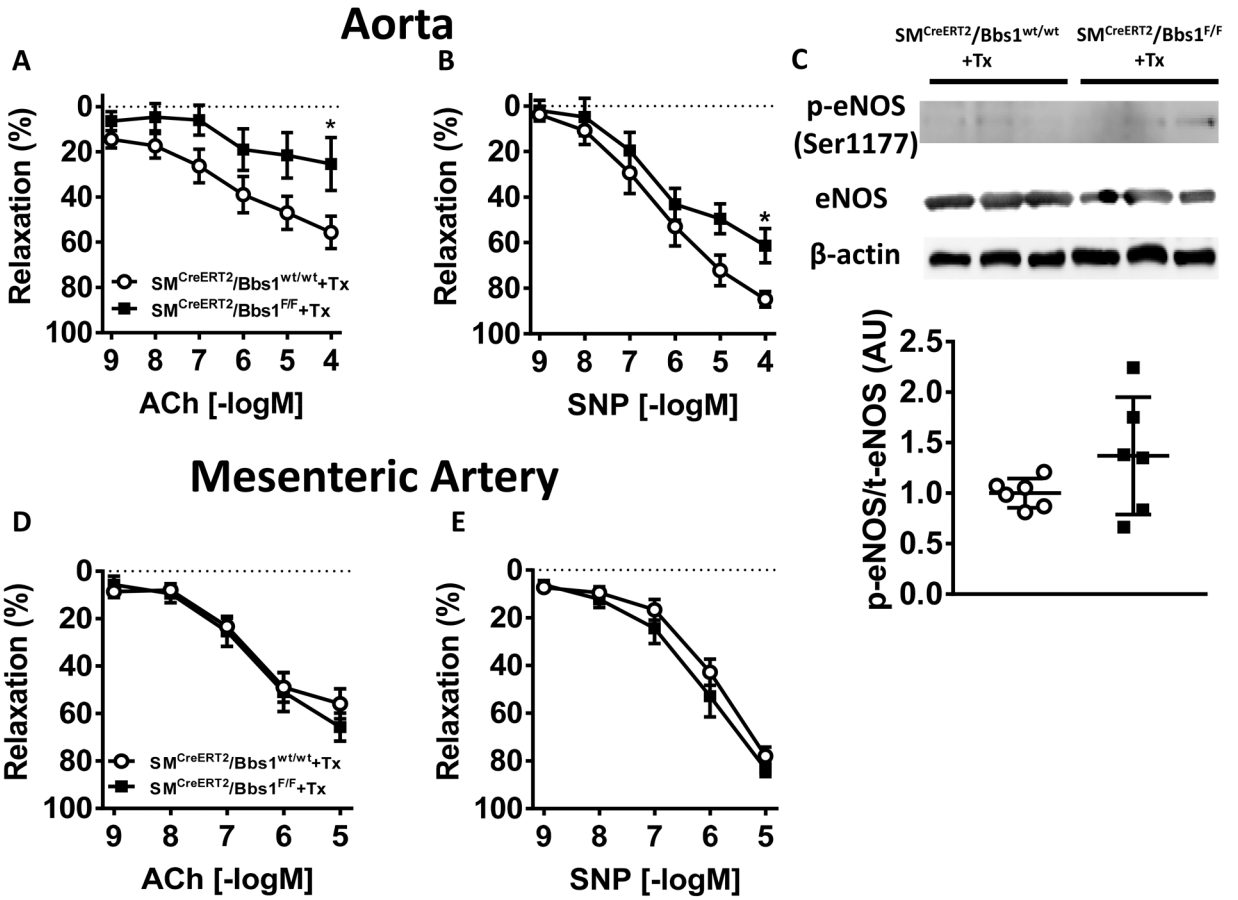 Aorta
A
Relaxation (%)
0
20
40
60
80
100
*
SM^CreERT2/Bbs1^wt/wt+Tx
SM^CreERT2/Bbs1^F/F+Tx
9 8 7 6 5 4
ACh [-logM]
B
Relaxation (%)
0
20
40
60
80
100
*
9 8 7 6 5 4
SNP [-logM]
C
SM^CreERT2/Bbs1^wt/wt SM^CreERT2/Bbs1^F/F
+Tx +Tx
p-eNOS
(Ser1177)
eNOS
β-actin
p-eNOS/t-eNOS (AU)
2.5
2.0
1.5
1.0
0.5
0.0
Mesenteric Artery
D
Relaxation (%)
0
20
40
60
80
100
SM^CreERT2/Bbs1^wt/wt+Tx
SM^CreERT2/Bbs1^F/F+Tx
9 8 7 6 5
ACh [-logM]
E
Relaxation (%)
0
20
40
60
80
100
9 8 7 6 5
SNP [-logM]